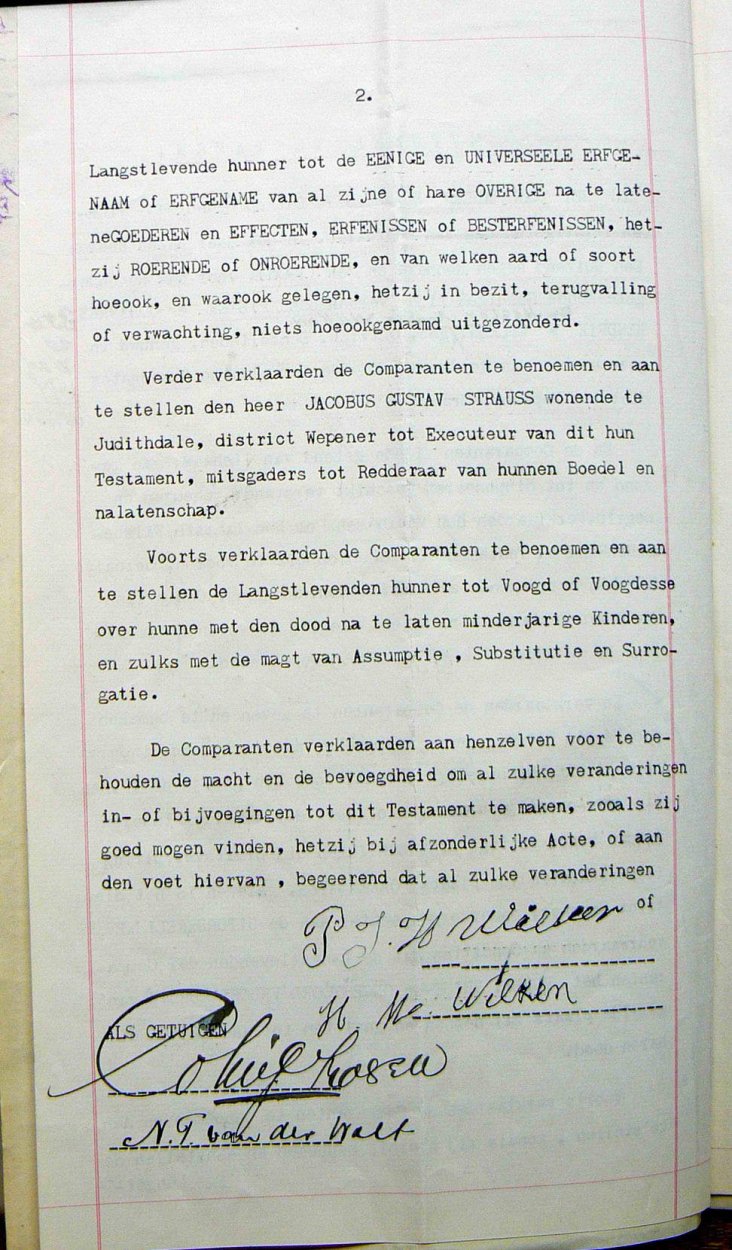 2.
Langstlevende hunner tot de EENIGE en UNIVERSEELE ERFGE-
NAAM of ERFGENAME van al zijne of hare OVERIGE na te late-
neGOEDEREN en EFFECTEN, ERFENISSEN of BESTERFENISSEN, het-
zij ROERENDE of ONROERENDE, en van welken aard of soort
hoeook, en waarook gelegen, hetzij in bezit, terugvalling
of verwachting, niets hoeookgenaamd uitgezonderd.
Verder verklaarden de Comparanten te benoemen en aan
te stellen den heer JACOBUS GUSTAV STRAUSS wonende te
Judithdale, district Wepener tot Executeur van dit hun
Testament, mitsgaders tot Redderaar van hunnen Boedel en
nalatenschap.
Voorts verklaarden de Comparanten te benoemen en aan
te stellen de Langstlevenden hunner tot Voogd of Voogdesse
over hunne met den dood na te laten minderjarige Kinderen,
en zulks met de magt van Assumptie , Substitutie en Surro-
gatie.
De Comparanten verklaarden aan henzelven voor te be-
houden de macht en de bevoegdheid om al zulke veranderingen
in- of bijvoegingen tot dit Testament te maken, zooals zij
goed mogen vinden, hetzij bij afzonderlijke Acte, of aan
den voet hiervan , begeerend dat al zulke veranderingen
of
P J. H Wilken
H. M. Wilken
ALS GETUIGEN
N. T. van der Walt